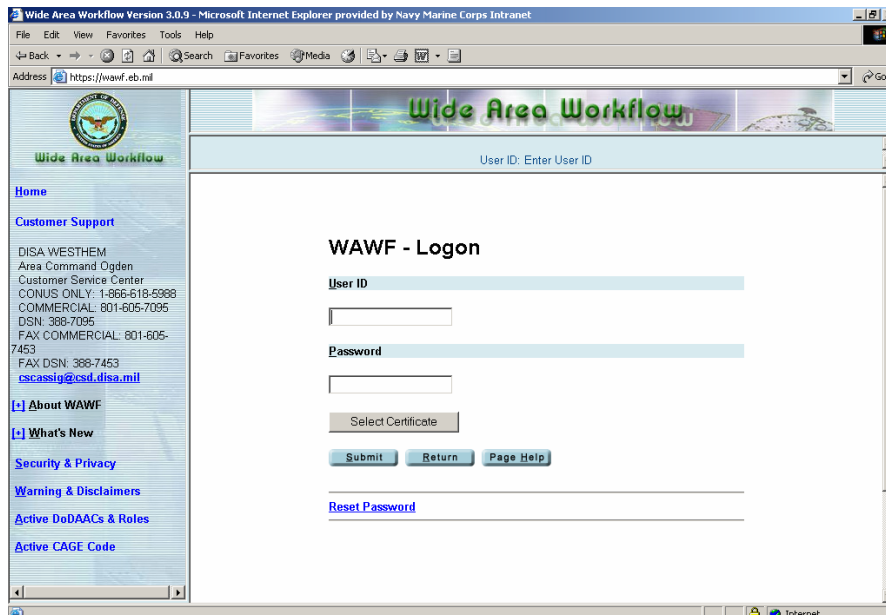 Wide Area Workflow Version 3.0.9 - Microsoft Internet Explorer provided by Navy Marine Corps Intranet
File Edit View Favorites Tools Help
Back Search Favorites Media
Address https://wawf.eb.mil Go
Wide Area Workflow
Wide Area Workflow
User ID: Enter User ID
Home
Customer Support
DISA WESTHEM
Area Command Ogden
Customer Service Center
CONUS ONLY: 1-866-618-5988
COMMERCIAL: 801-605-7095
DSN: 388-7095
FAX COMMERCIAL: 801-605-
7453
FAX DSN: 388-7453
cscassig@csd.disa.mil
[+] About WAWF
[+] What's New
Security & Privacy
Warning & Disclaimers
Active DoDAACs & Roles
Active CAGE Code
WAWF - Logon
User ID
Password
Select Certificate
Submit Return Page Help
Reset Password
Internet